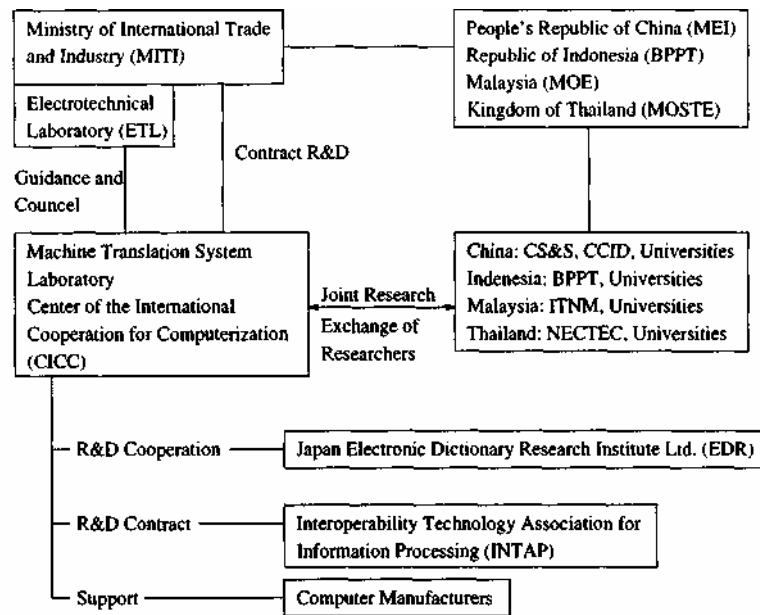 Ministry of International Trade
and Industry (MITI)
People's Republic of China (MEI)
Republic of Indonesia (BPPT)
Malaysia (MOE)
Kingdom of Thailand (MOSTE)
Electrotechnical
Laboratory (ETL)
Contract R&D
Guidance and
Councel
Machine Translation System
Laboratory
Center of the International
Cooperation for Computerization
(CICC)
Joint Research
Exchange of
Researchers
China: CS&S, CCID, Universities
Indenesia: BPPT, Universities
Malaysia: ITNM, Universities
Thailand: NECTEC, Universities
R&D Cooperation
Japan Electronic Dictionary Research Institute Ltd. (EDR)
R&D Contract
Interoperability Technology Association for
Information Processing (INTAP)
Support
Computer Manufacturers